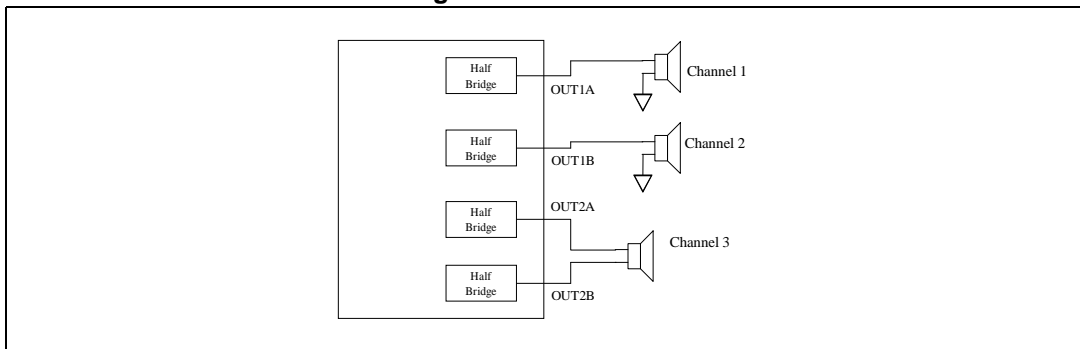 Half
Bridge
OUT1A
Channel 1
Half
Bridge
OUT1B
Channel 2
Half
Bridge
OUT2A
Channel 3
Half
Bridge
OUT2B